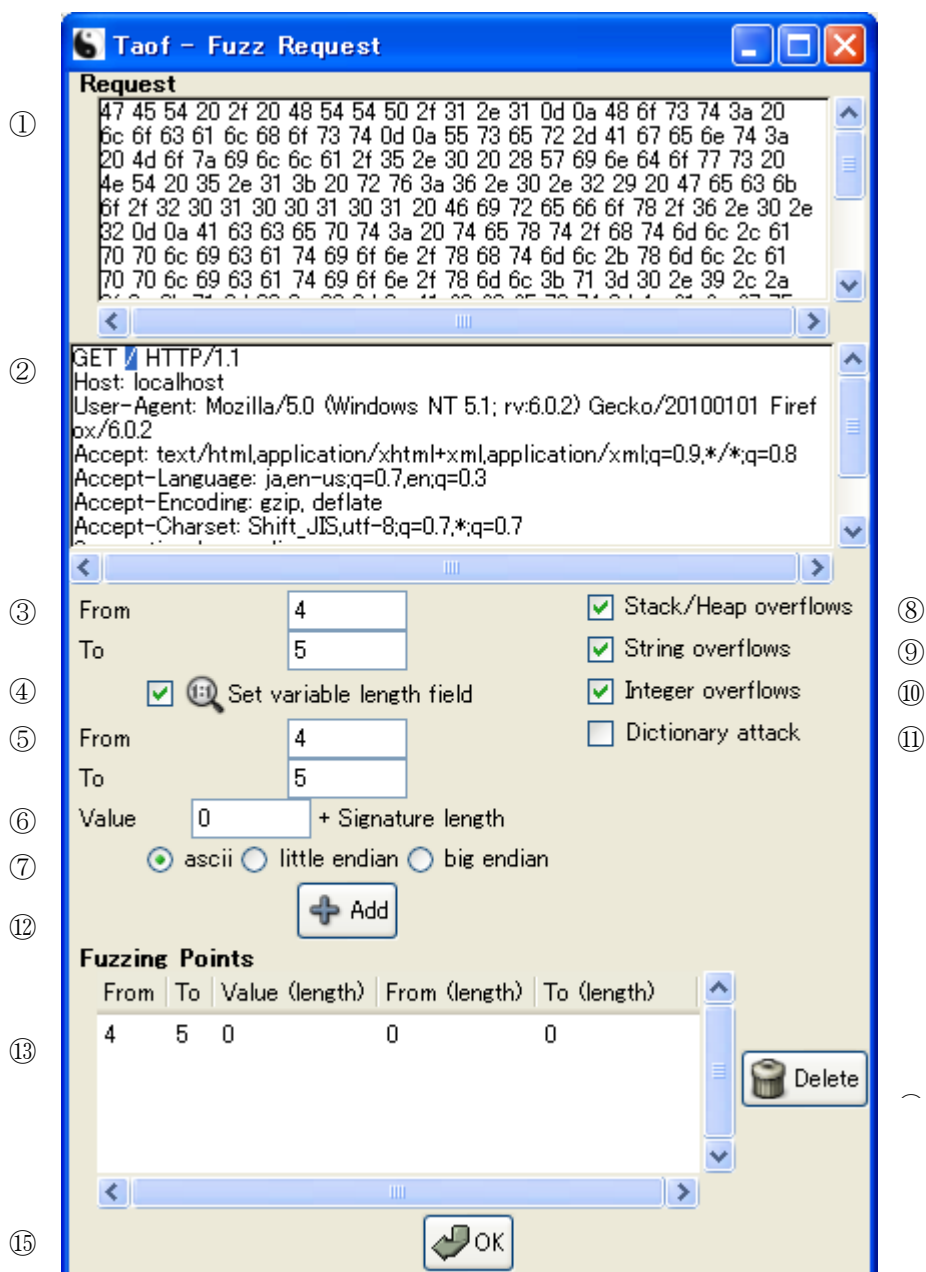 Taof - Fuzz Request
Request
①
47 45 54 20 2f 20 48 54 54 50 2f 31 2e 31 0d 0a 48 6f 73 74 3a 20
6c 6f 63 61 6c 68 6f 73 74 0d 0a 55 73 65 72 2d 41 67 65 6e 74 3a
20 4d 6f 7a 69 6c 6c 61 2f 35 2e 30 20 28 57 69 6e 64 6f 77 73 20
4e 54 20 35 2e 31 3b 20 72 76 3a 36 2e 30 2e 32 29 20 47 65 63 6b
6f 2f 32 30 31 30 30 31 30 31 20 46 69 72 65 66 6f 78 2f 36 2e 30 2e
32 0d 0a 41 63 63 65 70 74 3a 20 74 65 78 74 2f 68 74 6d 6c 2c 61
70 70 6c 69 63 61 74 69 6f 6e 2f 78 68 74 6d 6c 2b 78 6d 6c 2c 61
70 70 6c 69 63 61 74 69 6f 6e 2f 78 6d 6c 3b 71 3d 30 2e 39 2c 2a
②
GET / HTTP/1.1
Host: localhost
User-Agent: Mozilla/5.0 (Windows NT 5.1; rv:6.0.2) Gecko/20100101 Firef
ox/6.0.2
Accept: text/html,application/xhtml+xml,application/xml;q=0.9,*/*;q=0.8
Accept-Language: ja,en-us;q=0.7,en;q=0.3
Accept-Encoding: gzip, deflate
Accept-Charset: Shift_JIS,utf-8;q=0.7,*;q=0.7
③ From 4 Stack/Heap overflows ⑧
To 5 String overflows ⑨
④ Set variable length field Integer overflows ⑩
⑤ From 4 Dictionary attack ⑪
To 5
⑥ Value 0 + Signature length
⑦ ascii little endian big endian
⑫ Add
Fuzzing Points
From To Value (length) From (length) To (length)
⑬ 4 5 0 0 0
Delete
⑮ OK